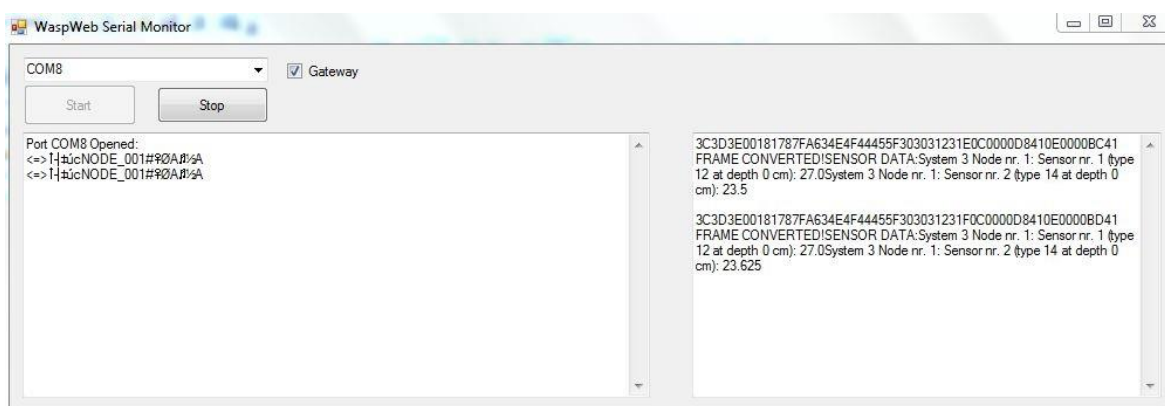 WaspWeb Serial Monitor
COM8
Gateway
Start
Stop
Port COM8 Opened:
3C3D3E00181787FA634E4F44455F303031231E0C0000D8410E0000BC41
FRAME CONVERTED!SENSOR DATA:System 3 Node nr. 1: Sensor nr. 1 (type
12 at depth 0 cm): 27.0System 3 Node nr. 1: Sensor nr. 2 (type 14 at depth 0
cm): 23.5
3C3D3E00181787FA634E4F44455F303031231F0C0000D8410E0000BD41
FRAME CONVERTED!SENSOR DATA:System 3 Node nr. 1: Sensor nr. 1 (type
12 at depth 0 cm): 27.0System 3 Node nr. 1: Sensor nr. 2 (type 14 at depth 0
cm): 23.625